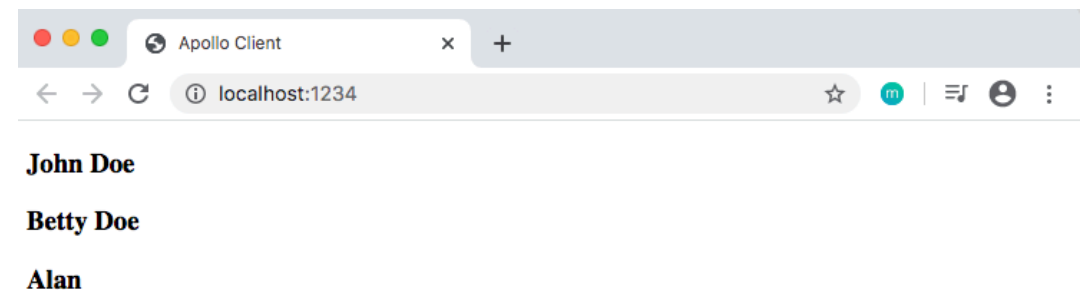 Apollo Client
localhost:1234
m
John Doe
Betty Doe
Alan